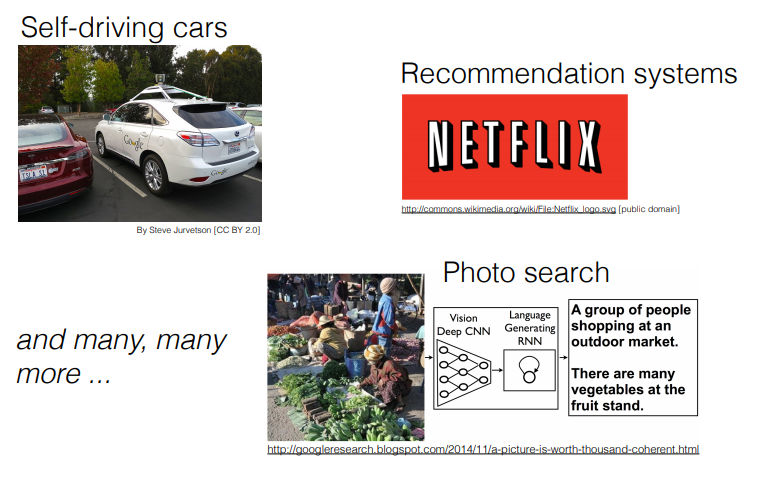 Self-driving cars
Google
Google
By Steve Jurvetson [CC BY 2.0]
Recommendation systems
NETFLIX
http://commons.wikimedia.org/wiki/File:Netflix_logo.svg [public domain]
and many, many
more ...
Photo search
Vision
Deep CNN
Language
Generating
RNN
A group of people
shopping at an
outdoor market.
There are many
vegetables at the
fruit stand.
http://googleresearch.blogspot.com/2014/11/a-picture-is-worth-thousand-coherent.html